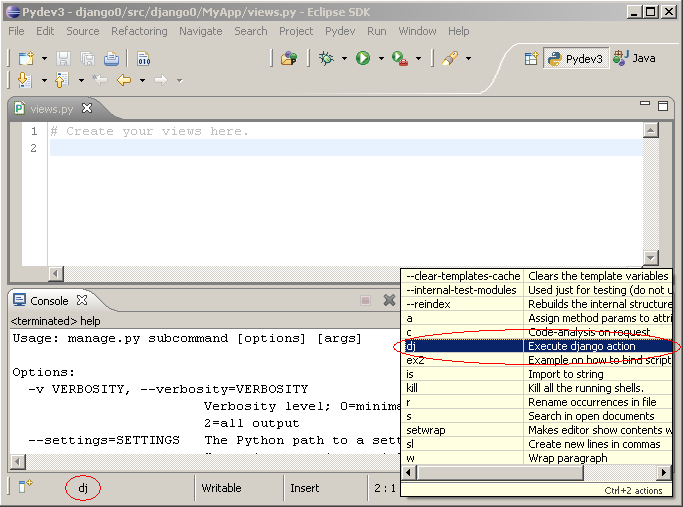 Pydev3 - django0/src/django0/MyApp/views.py - Eclipse SDK
File Edit Source Refactoring Navigate Search Project Pydev Run Window Help
010
Pydev3 Java
views.py
1 # Create your views here.
2
Console
<terminated> help
Usage: manage.py subcommand [options] [args]
Options:
-v VERBOSITY, --verbosity=VERBOSITY
Verbosity level; 0=minima
2=all output
--settings=SETTINGS The Python path to a sett
--clear-templates-cache Clears the template variables
--internal-test-modules Used just for testing (do not u
--reindex Rebuilds the internal structure
a Assign method params to attri
c Code-analysis on request
dj Execute django action
ex2 Example on how to bind script
is Import to string
kill Kill all the running shells.
r Rename occurrences in file
s Search in open documents
setwrap Makes editor show contents w
sl Create new lines in commas
w Wrap paragraph
Ctrl+2 actions
dj Writable Insert 2 : 1